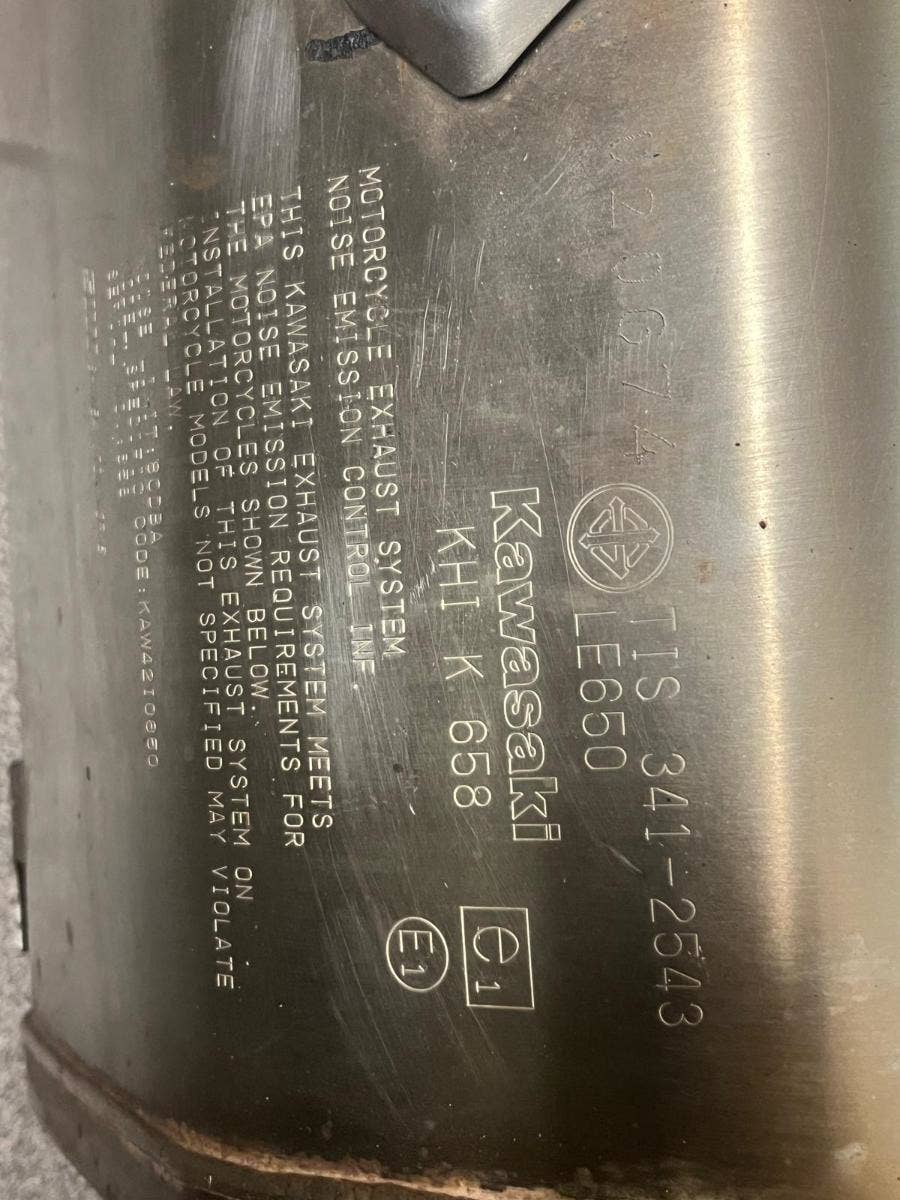 TIS 341-2543
LE650
Kawasaki
KHI K 658
e1
E1
MOTORCYCLE EXHAUST SYSTEM
NOISE EMISSION CONTROL INF.
THIS KAWASAKI EXHAUST SYSTEM MEETS
EPA NOISE EMISSION REQUIREMENTS FOR
THE MOTORCYCLES SHOWN BELOW.
INSTALLATION OF THIS EXHAUST SYSTEM ON
MOTORCYCLE MODELS NOT SPECIFIED MAY VIOLATE
FEDERAL LAW.
CODE:KAW4210660